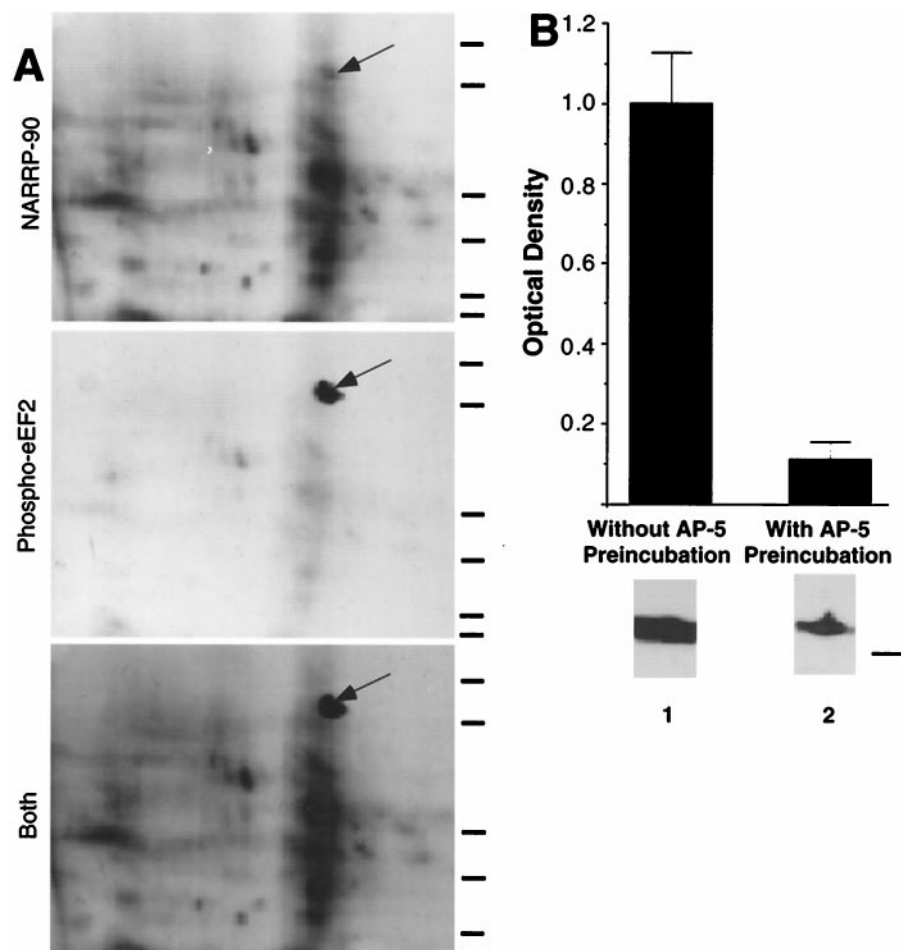 A
NARRP-90
Phospho-eEF2
Both
B
Optical Density
1.2
1.0
0.8
0.6
0.4
0.2
Without AP-5
Preincubation
With AP-5
Preincubation
1
2